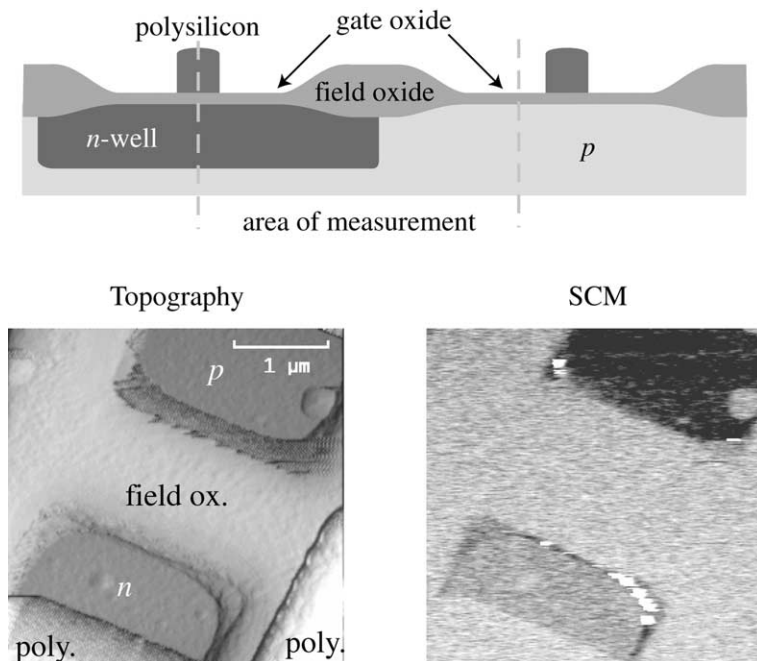 polysilicon
gate oxide
field oxide
n-well
p
area of measurement
Topography
SCM
p
1 µm
field ox.
n
poly.
poly.